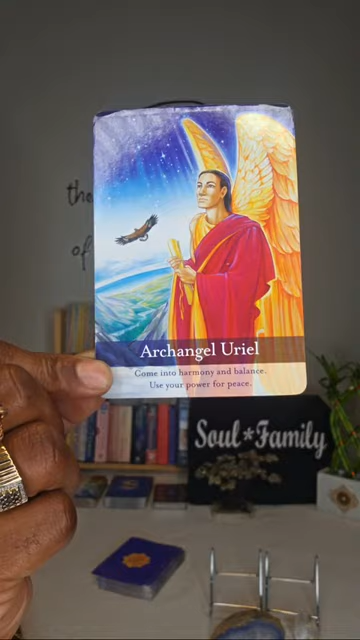 the
of
Archangel Uriel
Come into harmony and balance.
Use your power for peace.
Soul*Family